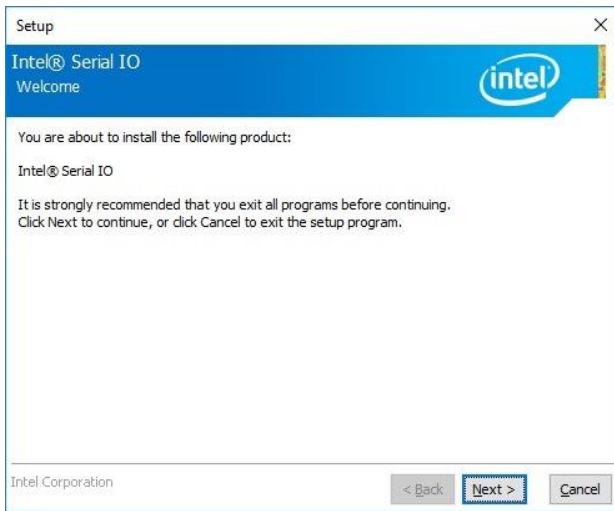 Setup
Intel® Serial IO
Welcome
intel
You are about to install the following product:
Intel® Serial IO
It is strongly recommended that you exit all programs before continuing.
Click Next to continue, or click Cancel to exit the setup program.
Intel Corporation
< Back
Next >
Cancel